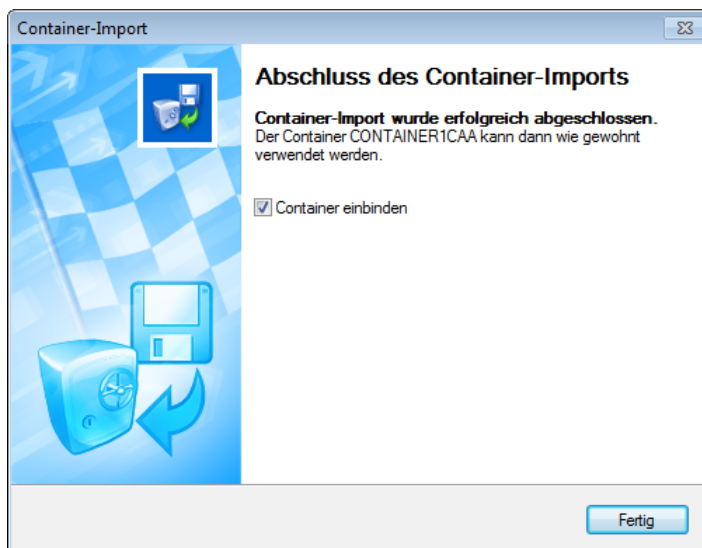 Container-Import
Abschluss des Container-Imports
Container-Import wurde erfolgreich abgeschlossen.
Der Container CONTAINER1CAA kann dann wie gewohnt
verwendet werden.
Container einbinden
Fertig